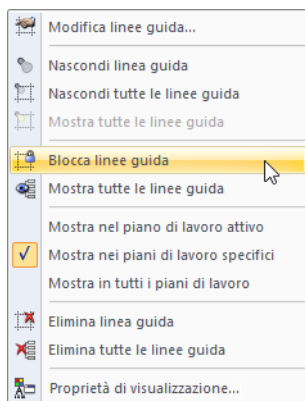 Modifica linee guida...
Nascondi linea guida
Nascondi tutte le linee guida
Mostra tutte le linee guida
Blocca linee guida
Mostra tutte le linee guida
Mostra nel piano di lavoro attivo
Mostra nei piani di lavoro specifici
Mostra in tutti i piani di lavoro
Elimina linea guida
Elimina tutte le linee guida
Proprietà di visualizzazione...